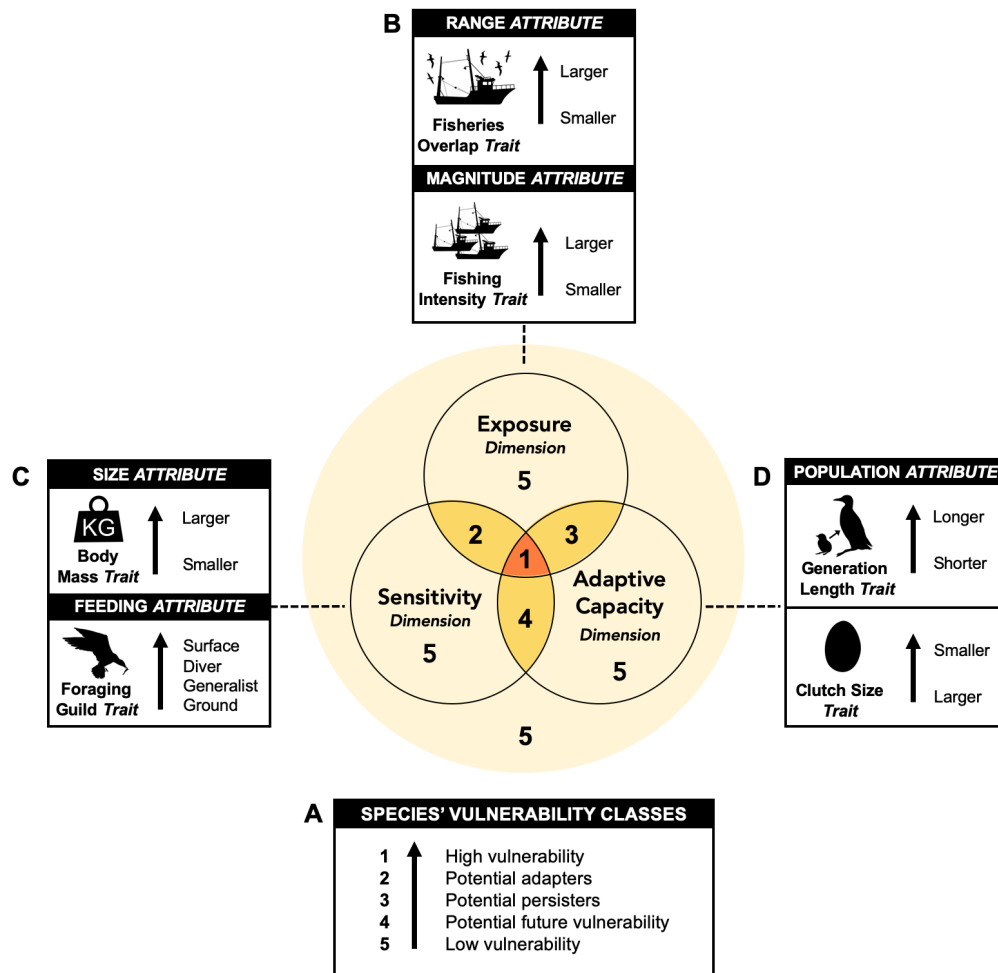 B
RANGE ATTRIBUTE
Larger
Smaller
Fisheries
Overlap Trait
MAGNITUDE ATTRIBUTE
Larger
Smaller
Fishing
Intensity Trait
Exposure
Dimension
5
2
3
1
Sensitivity
Dimension
5
4
Adaptive
Capacity
Dimension
5
5
C
SIZE ATTRIBUTE
KG
Larger
Smaller
Body
Mass Trait
FEEDING ATTRIBUTE
Surface
Diver
Generalist
Ground
Foraging
Guild Trait
D
POPULATION ATTRIBUTE
Longer
Shorter
Generation
Length Trait
Smaller
Larger
Clutch Size
Trait
A
SPECIES' VULNERABILITY CLASSES
1 High vulnerability
2 Potential adapters
3 Potential persisters
4 Potential future vulnerability
5 Low vulnerability